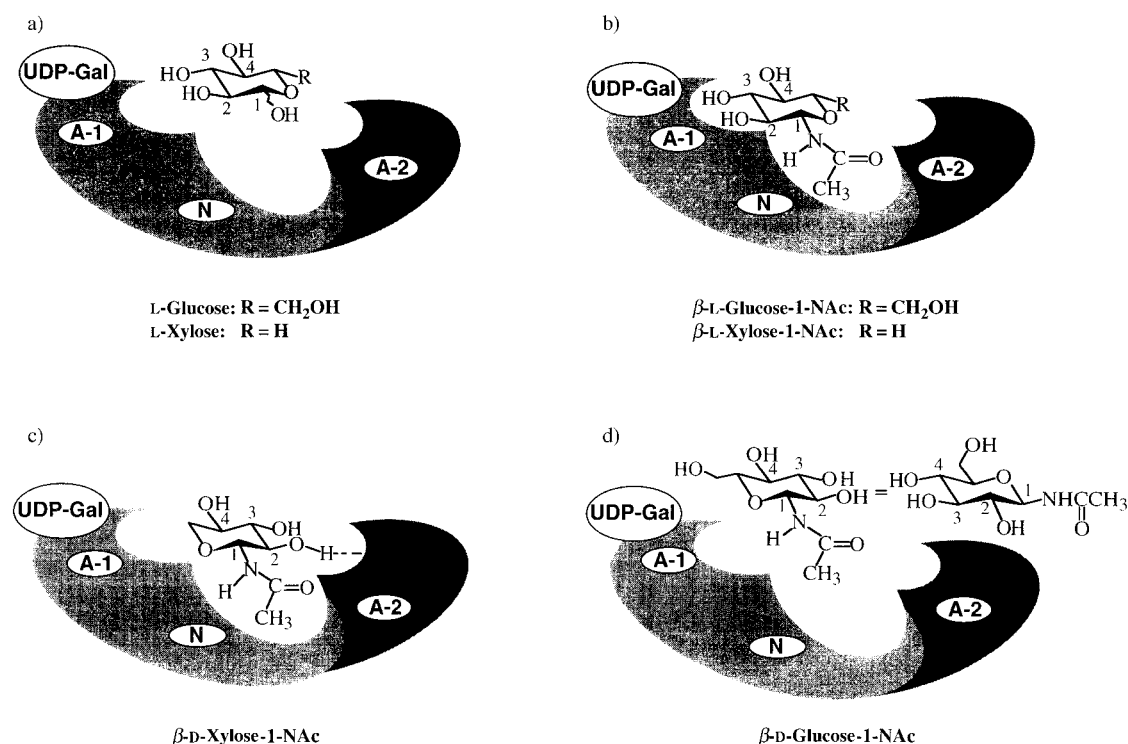 a)
UDP-Gal
OH
3
4
HO
R
HO
O
2
1
OH
A-1
A-2
N
L-Glucose: R = CH₂OH
L-Xylose: R = H
b)
UDP-Gal
OH
3
4
HO
R
HO
O
2
1
N
H
C=O
CH₃
A-1
A-2
N
β-L-Glucose-1-NAc: R = CH₂OH
β-L-Xylose-1-NAc: R = H
c)
UDP-Gal
OH
4
3
OH
O
1
2
O-H
N
H
C=O
CH₃
A-1
A-2
N
β-D-Xylose-1-NAc
d)
UDP-Gal
OH
HO
4
3
OH
O
OH
1
2
N
H
C=O
CH₃
=
OH
4
HO
O
1
HO
NHCCH₃
3
2
OH
O
A-1
A-2
N
β-D-Glucose-1-NAc